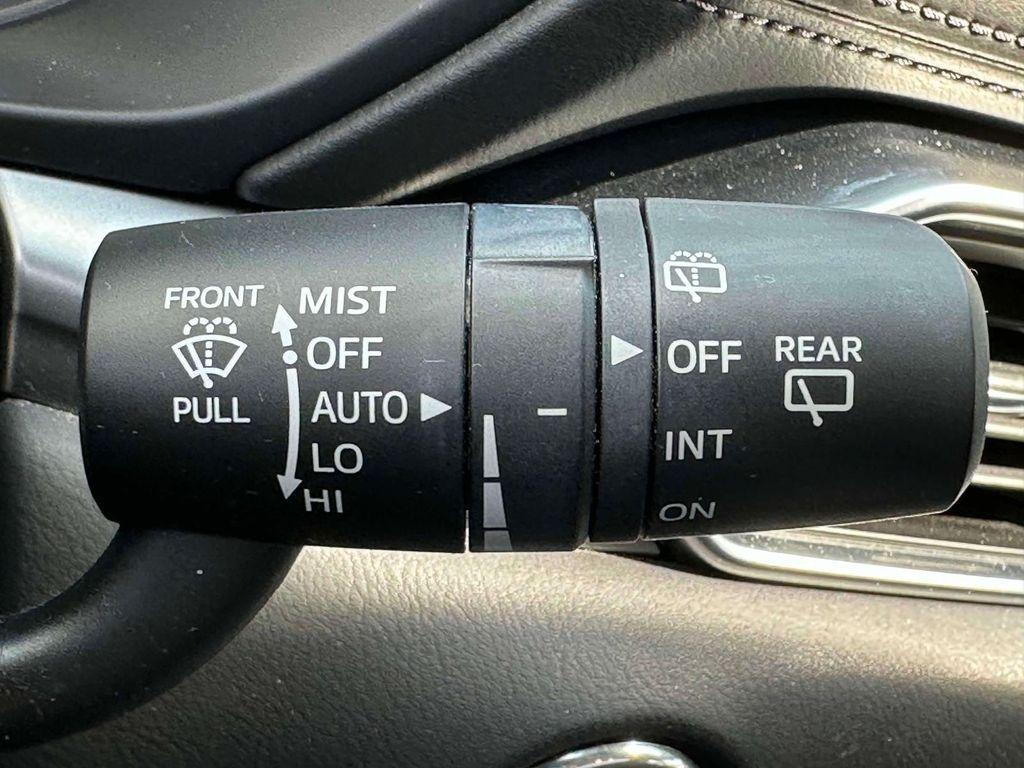 FRONT
PULL
MIST
OFF
AUTO
LO
HI
OFF
INT
ON
REAR